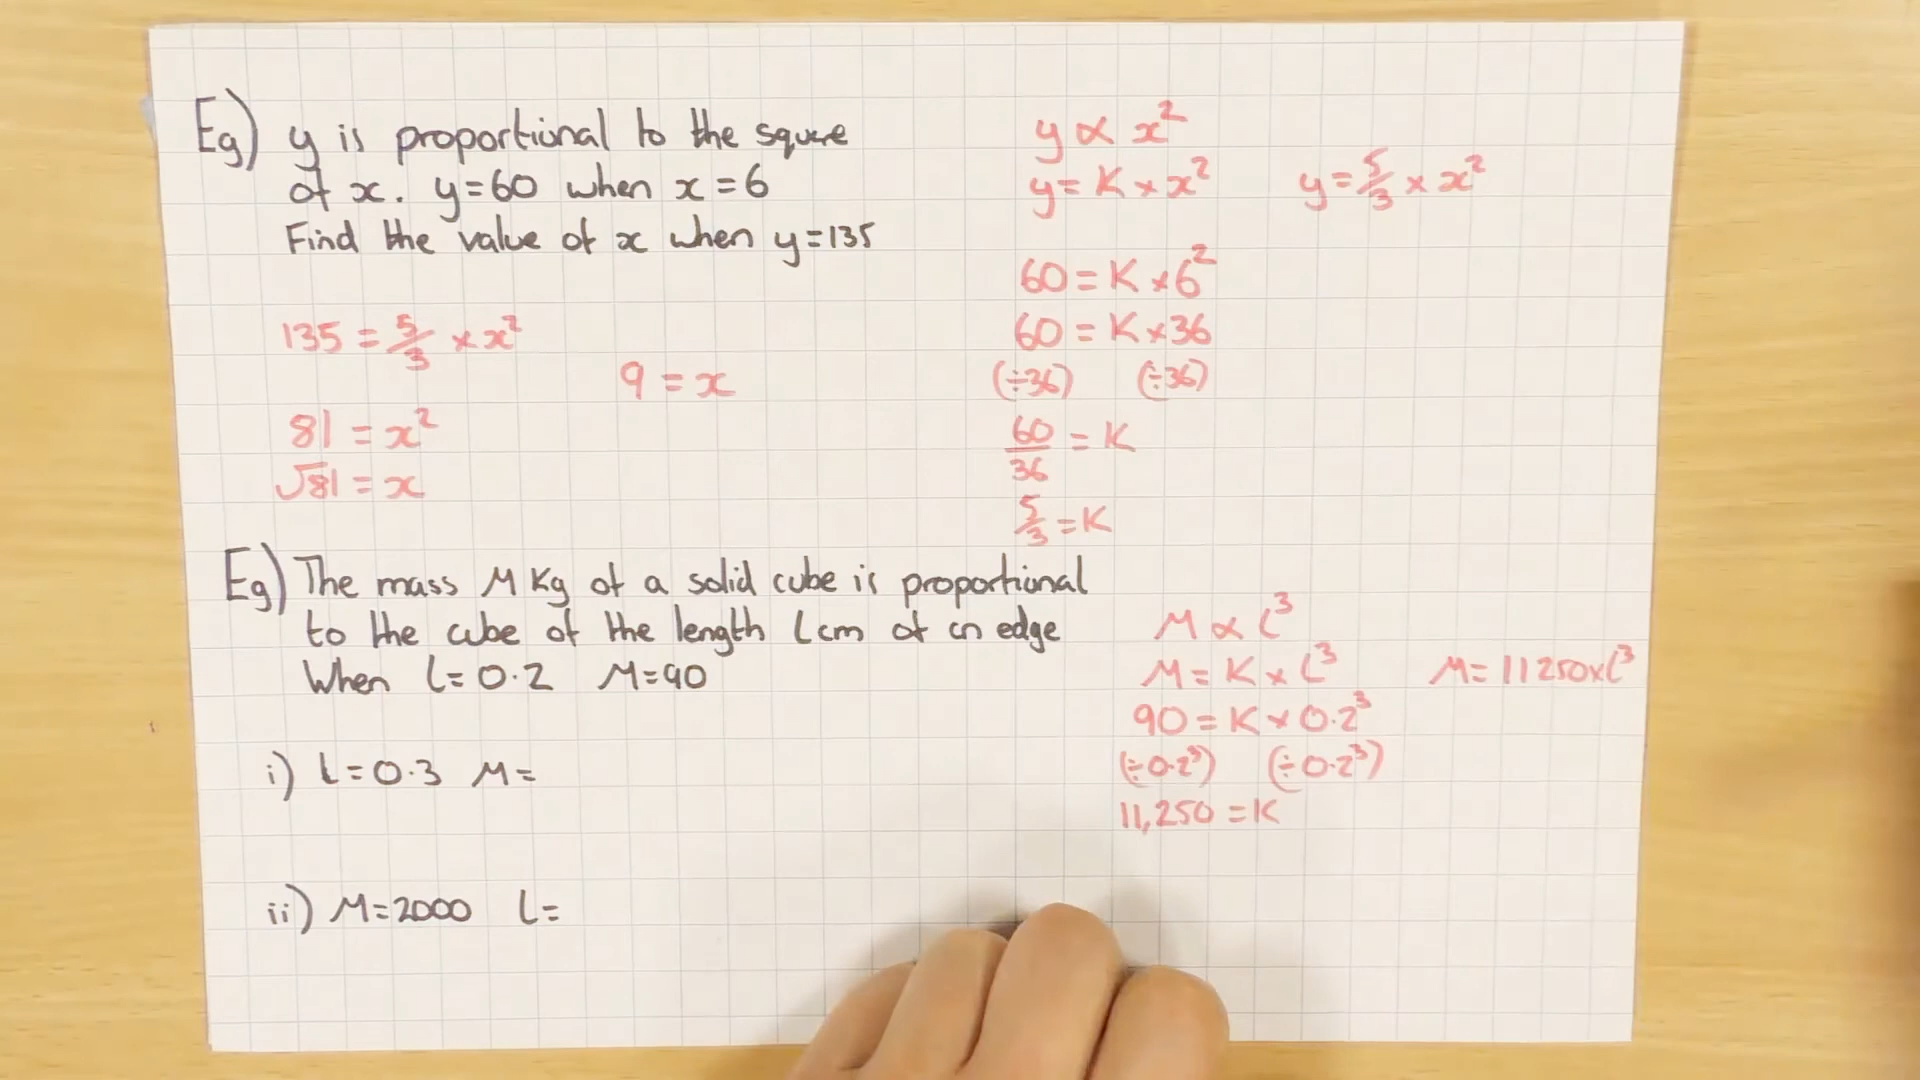 Eg) y is proportional to the square
of x. y=60 when x=6
Find the value of x when y=135
135 = 5/3 × x²
81 = x²
√81 = x
9 = x
y ∝ x²
y = K × x²
y = 5/3 × x²
60 = K × 6²
60 = K × 36
(÷36) (÷36)
60/36 = K
5/3 = K
Eg) The mass M Kg of a solid cube is proportional
to the cube of the length l cm of an edge
When l=0.2 M=90
i) l=0.3 M=
ii) M=2000 l=
M ∝ l³
M = K × l³
M = 11250×l³
90 = K × 0.2³
(÷0.2³) (÷0.2³)
11,250 = K